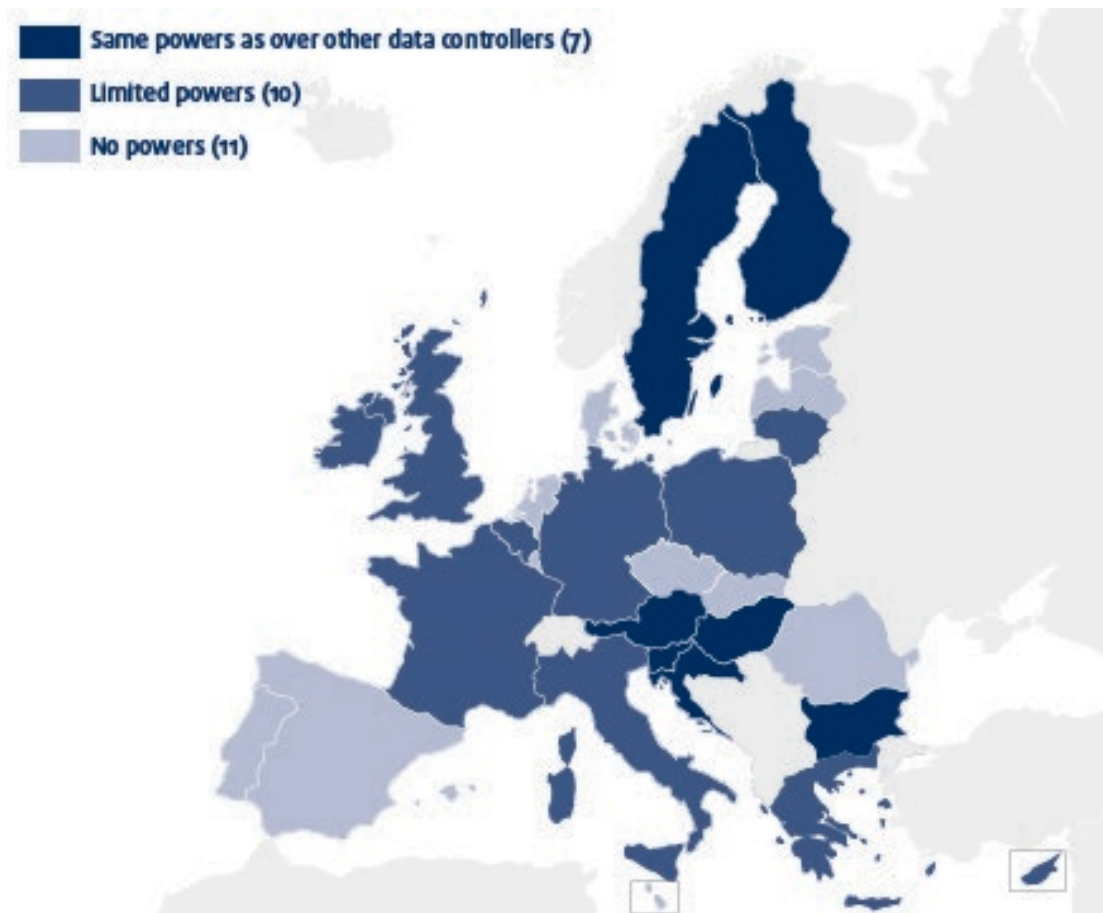 Same powers as over other data controllers (7)
Limited powers (10)
No powers (11)